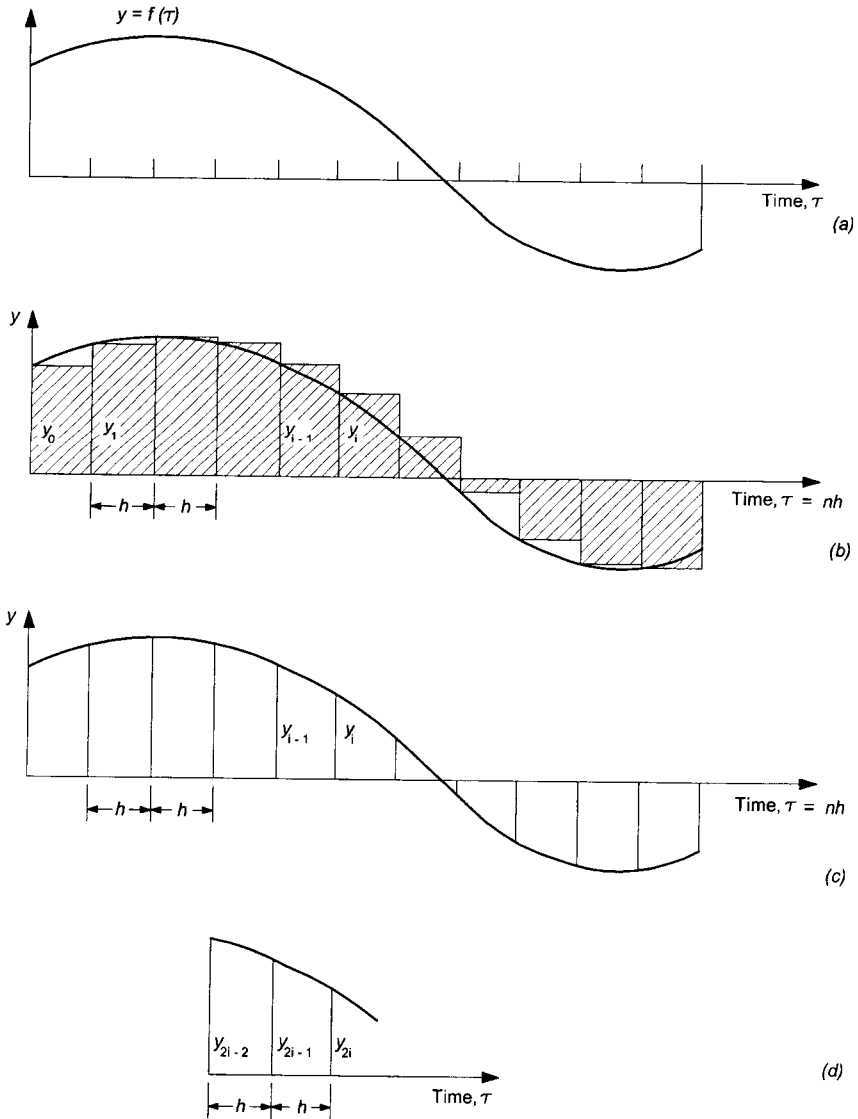 y = f(τ)
Time, τ
(a)
y
y0
y1
yi - 1
yi
h
h
Time, τ = nh
(b)
y
yi - 1
yi
h
h
Time, τ = nh
(c)
y2i - 2
y2i - 1
y2i
h
h
Time, τ
(d)